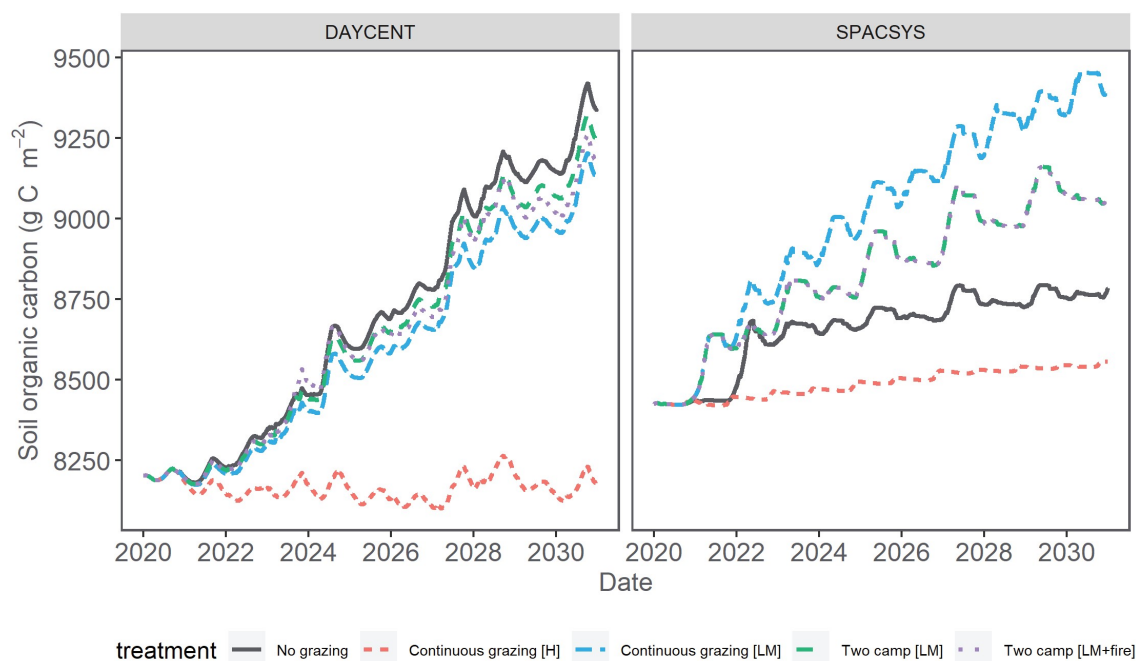 DAYCENT
SPACSYS
Soil organic carbon (g C m⁻²)
9500
9250
9000
8750
8500
8250
2020 2022 2024 2026 2028 2030
2020 2022 2024 2026 2028 2030
Date
treatment No grazing Continuous grazing [H] Continuous grazing [LM] Two camp [LM] Two camp [LM+fire]